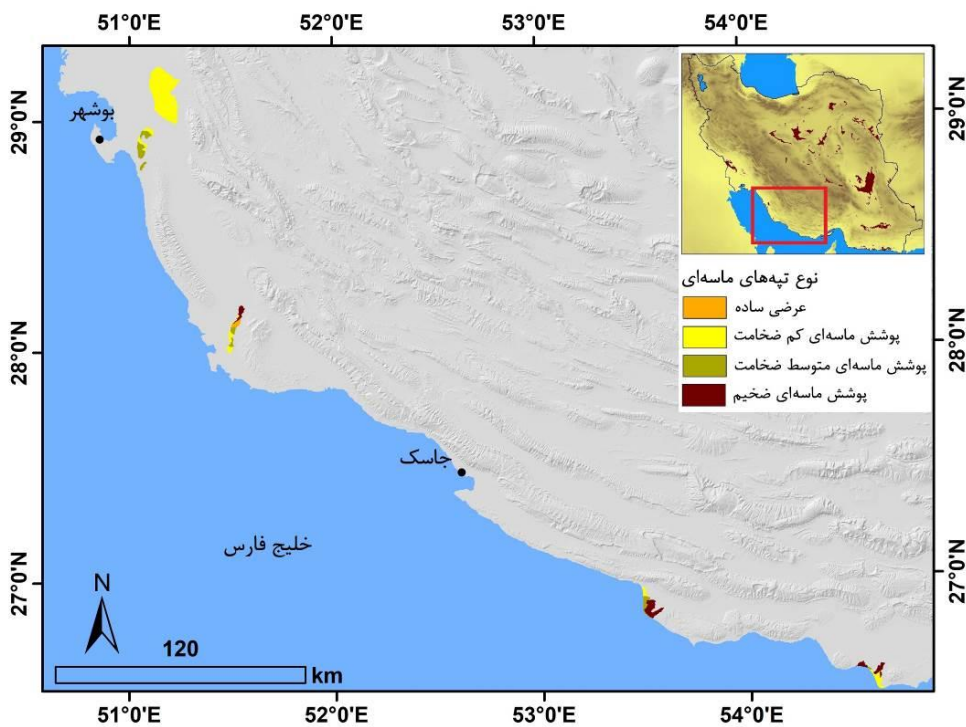 51°0'E
52°0'E
53°0'E
54°0'E
29°0'N
29°0'N
بوشهر
نوع تپه‌های ماسه‌ای
عرضی ساده
پوشش ماسه‌ای کم ضخامت
پوشش ماسه‌ای متوسط ضخامت
پوشش ماسه‌ای ضخیم
28°0'N
28°0'N
جاسک
خلیج فارس
27°0'N
27°0'N
N
120
km
51°0'E
52°0'E
53°0'E
54°0'E